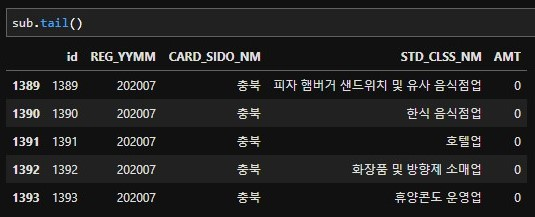 sub.tail()
id REG_YYMM CARD_SIDO_NM STD_CLSS_NM AMT
1389 1389 202007 충북 피자 햄버거 샌드위치 및 유사 음식점업 0
1390 1390 202007 충북 한식 음식점업 0
1391 1391 202007 충북 호텔업 0
1392 1392 202007 충북 화장품 및 방향제 소매업 0
1393 1393 202007 충북 휴양콘도 운영업 0